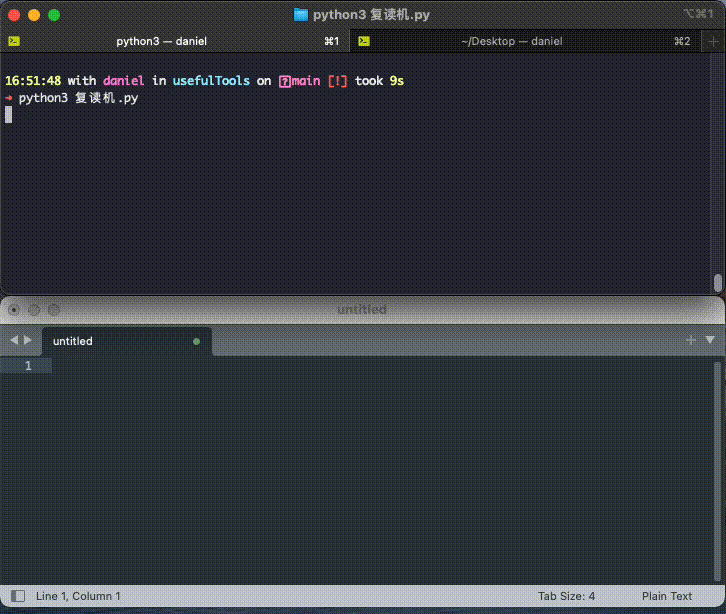 python3 复读机.py
⌥⌘1
python3 — daniel ⌘1
~/Desktop — daniel ⌘2
16:51:48 with daniel in usefulTools on main [!] took 9s
➜ python3 复读机.py
untitled
untitled
1
Line 1, Column 1
Tab Size: 4
Plain Text